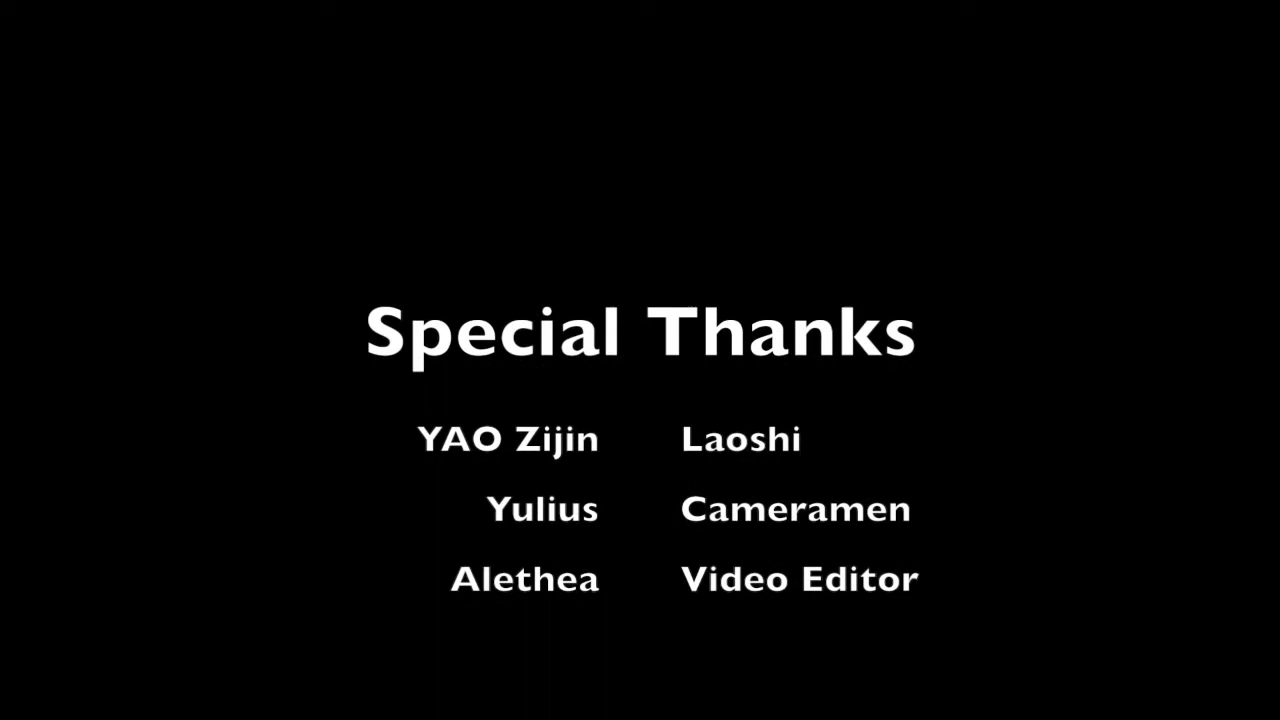 Special Thanks
YAO Zijin Laoshi
Yulius Cameramen
Alethea Video Editor